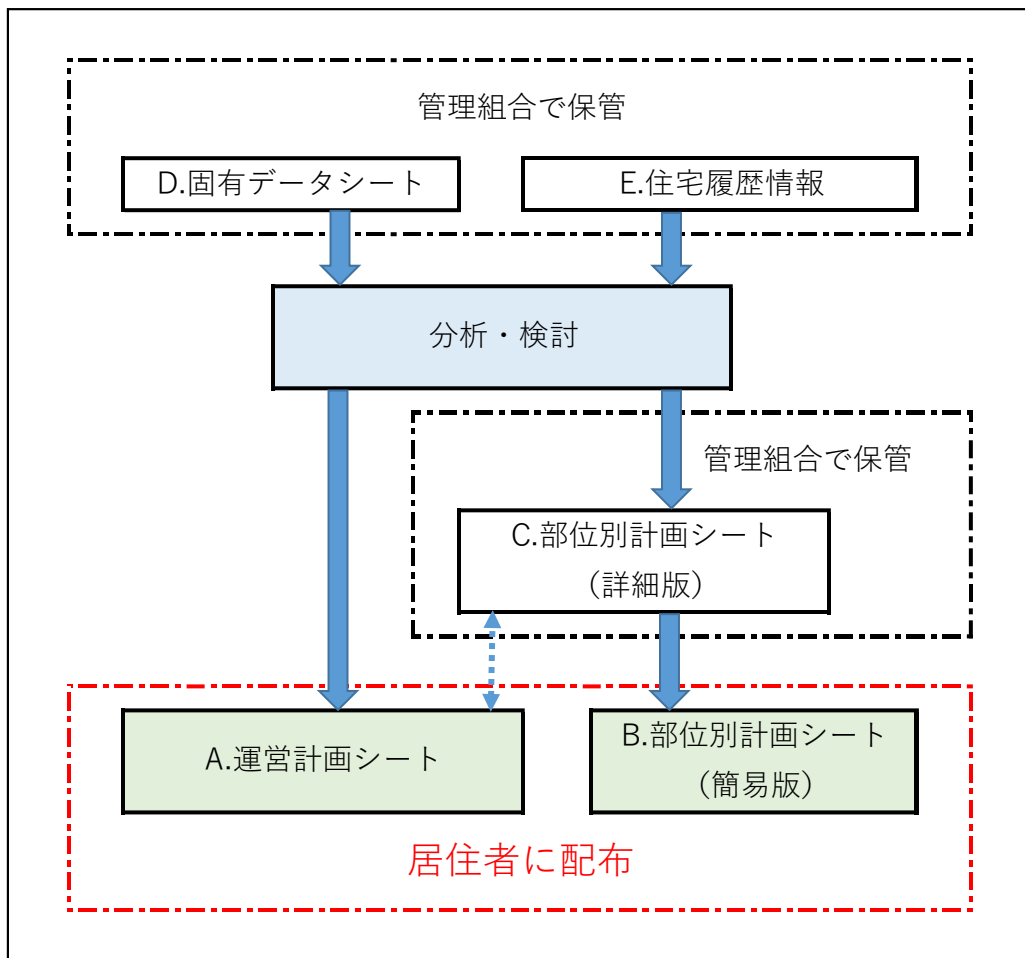 管理組合で保管
D.固有データシート
E.住宅履歴情報
分析・検討
管理組合で保管
C.部位別計画シート
（詳細版）
A.運営計画シート
B.部位別計画シート
（簡易版）
居住者に配布